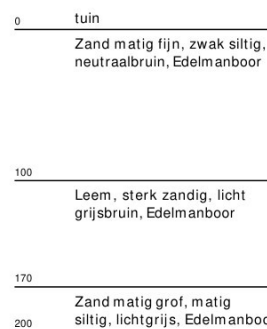 0 tuin
Zand matig fijn, zwak siltig,
neutraalbruin, Edelmanboor
100
Leem, sterk zandig, licht
grijsbruin, Edelmanboor
170
Zand matig grof, matig
200 siltig, lichtgrijs,